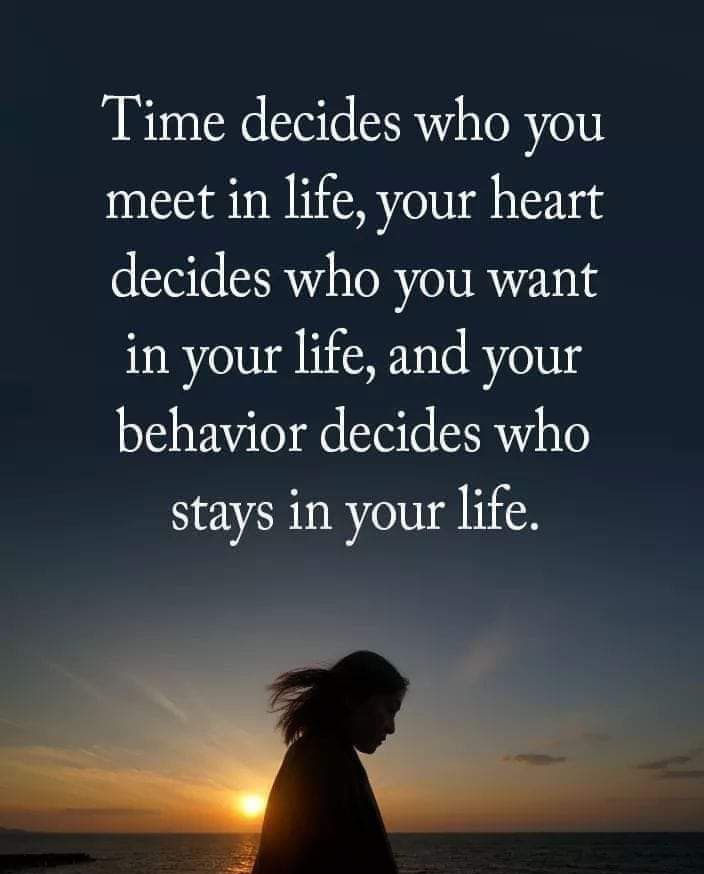 Time decides who you
meet in life, your heart
decides who you want
in your life, and your
behavior decides who
stays in your life.